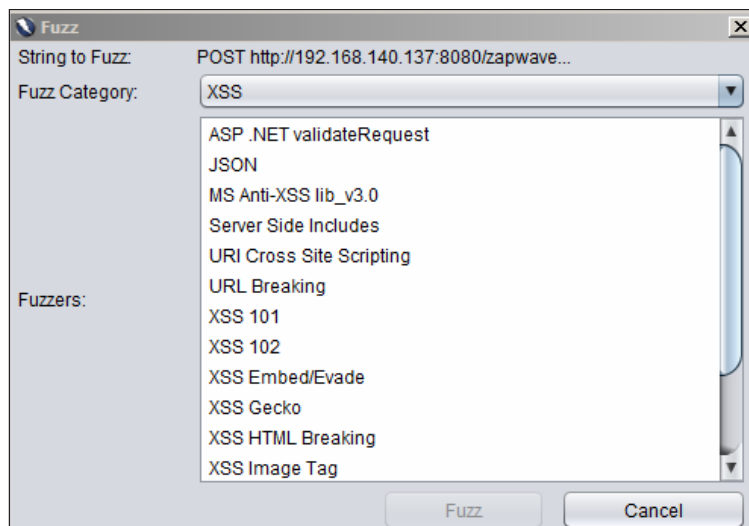 Fuzz
String to Fuzz: POST http://192.168.140.137:8080/zapwave...
Fuzz Category: XSS
ASP .NET validateRequest
JSON
MS Anti-XSS lib_v3.0
Server Side Includes
URI Cross Site Scripting
URL Breaking
Fuzzers:
XSS 101
XSS 102
XSS Embed/Evade
XSS Gecko
XSS HTML Breaking
XSS Image Tag
Fuzz Cancel